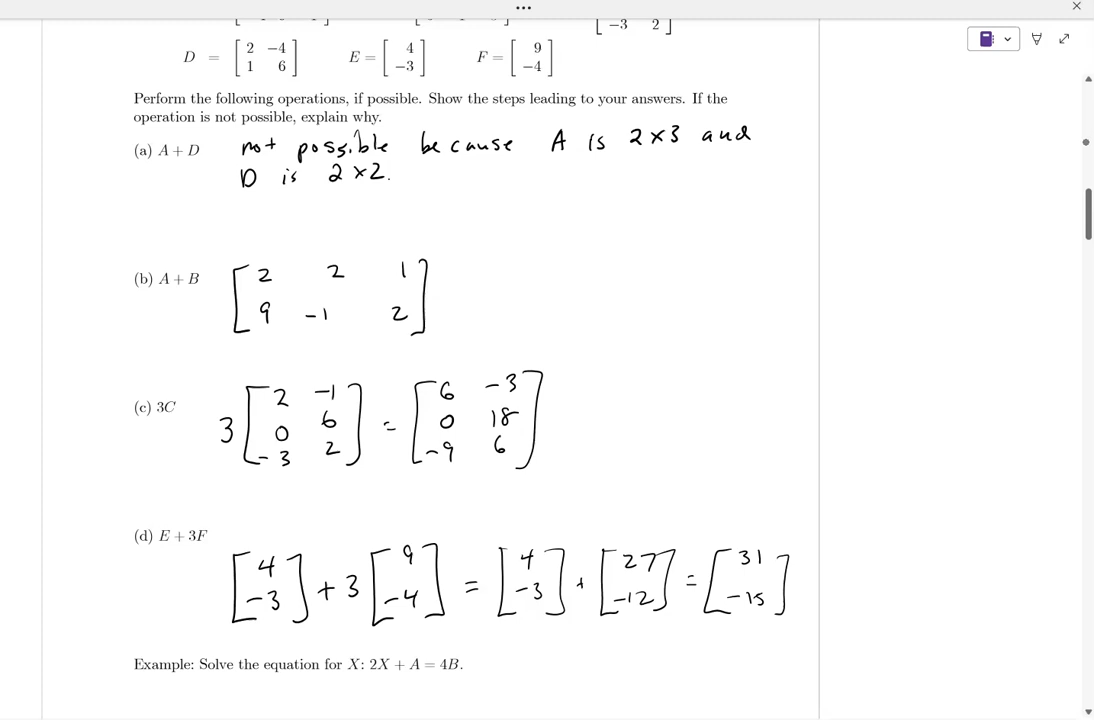 -3 2
D = [ 2 -4 E = [ 4 F = [ 9
1 6 ] -3 ] -4 ]
Perform the following operations, if possible. Show the steps leading to your answers. If the
operation is not possible, explain why.
(a) A + D not possible because A is 2×3 and
D is 2×2.
(b) A + B [ 2 2 1
9 -1 2 ]
(c) 3C 3 [ 2 -1 = [ 6 -3
0 6 0 18
-3 2 ] -9 6 ]
(d) E + 3F
[ 4 + 3 [ 9 = [ 4 + [ 27 = [ 31
-3 ] -4 ] -3 ] -12 ] -15 ]
Example: Solve the equation for X: 2X + A = 4B.